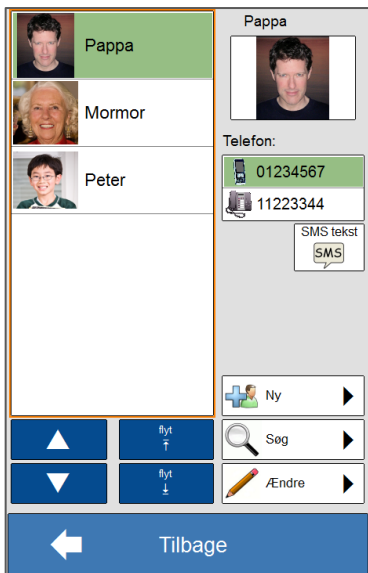 Pappa
Mormor
Peter
flyt
flyt
Pappa
Telefon:
01234567
11223344
SMS tekst
SMS
Ny
Søg
Ændre
Tilbage